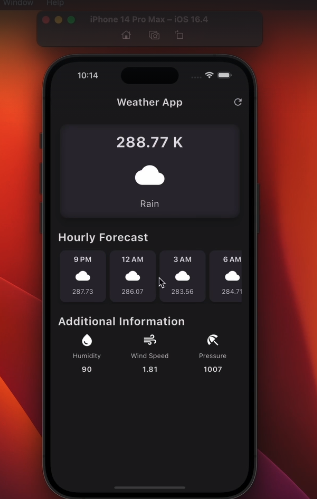 Window Help
iPhone 14 Pro Max – iOS 16.4
10:14
Weather App
288.77 K
Rain
Hourly Forecast
9 PM 12 AM 3 AM 6 AM
287.73 286.07 283.56 284.71
Additional Information
Humidity Wind Speed Pressure
90 1.81 1007